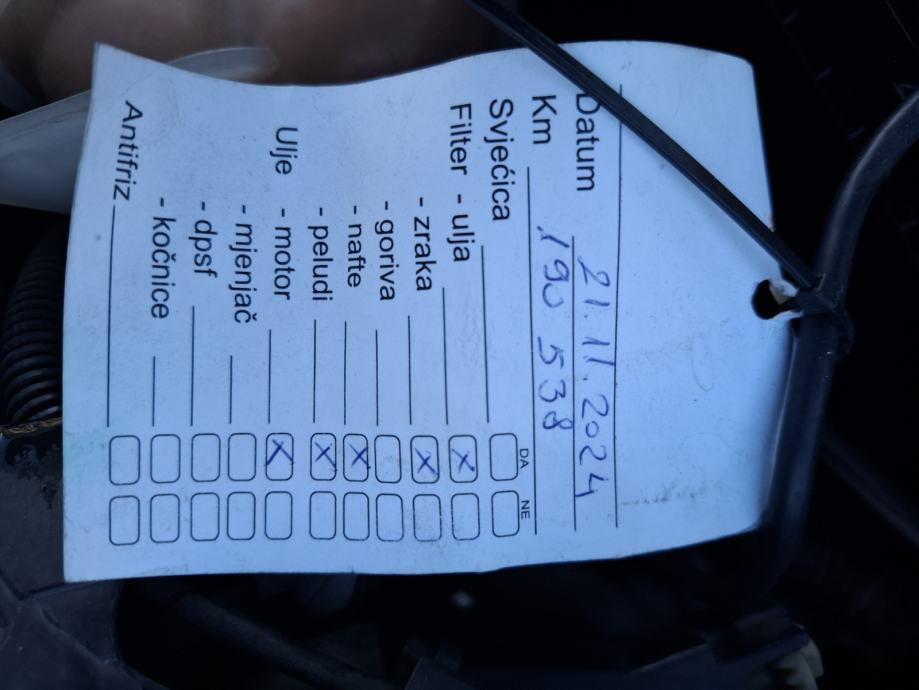 Datum 21.11.2024
Km 190 538
DA NE
Svjećica
Filter - ulja X
- zraka X
- goriva
- nafte X
- peludi X
Ulje - motor X
- mjenjač
- dpsf
- kočnice
Antifriz